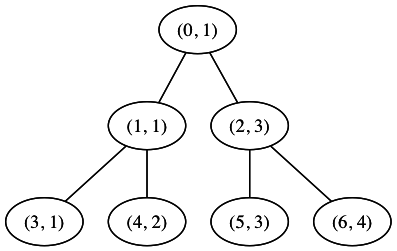 (0, 1)
(1, 1) (2, 3)
(3, 1) (4, 2) (5, 3) (6, 4)